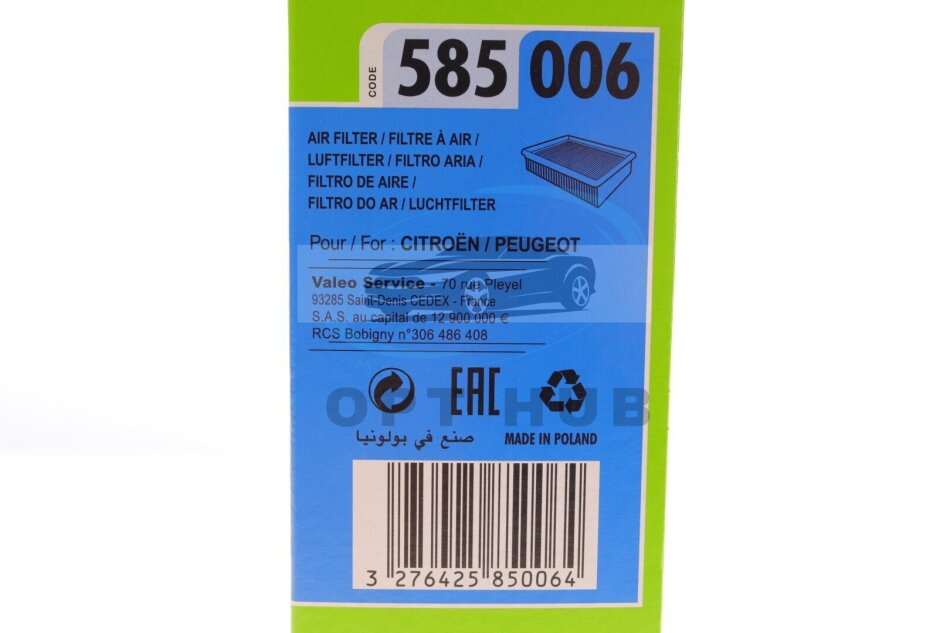 CODE
585 006
AIR FILTER / FILTRE À AIR /
LUFTFILTER / FILTRO ARIA /
FILTRO DE AIRE /
FILTRO DO AR / LUCHTFILTER
Pour / For : CITROËN / PEUGEOT
Valeo Service - 70 rue Pleyel
93285 Saint-Denis CEDEX - France
S.A.S. au capital de 12 900 000 €
RCS Bobigny n°306 486 408
EAC
OPT HUB
صنع في بولونيا
MADE IN POLAND
3 276425 850064